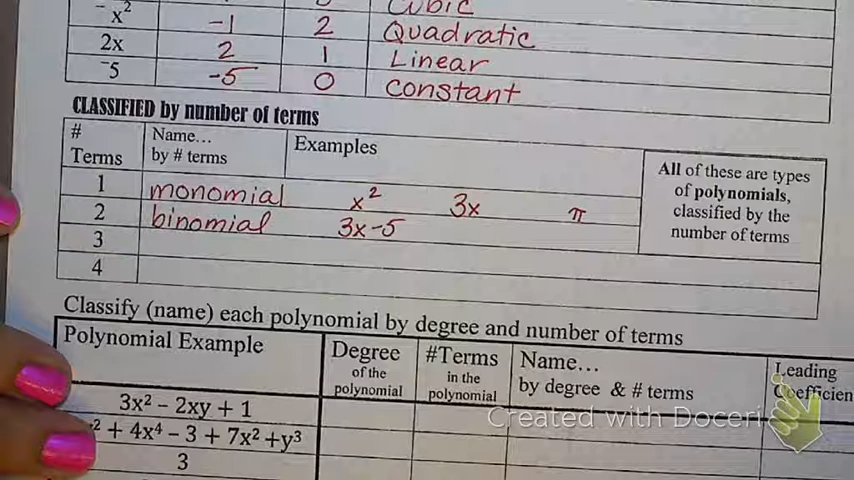 Cubic
-x² -1 2 Quadratic
2x 2 1 Linear
-5 -5 0 Constant
CLASSIFIED by number of terms
# Terms Name... by # terms Examples
All of these are types
of polynomials,
classified by the
number of terms
1 monomial x² 3x π
2 binomial 3x-5
3
4
Classify (name) each polynomial by degree and number of terms
Polynomial Example
Degree of the polynomial
#Terms in the polynomial
Name... by degree & # terms
Leading Coefficien
3x² – 2xy + 1
² + 4x⁴ – 3 + 7x² +y³
3
Created with Doceri